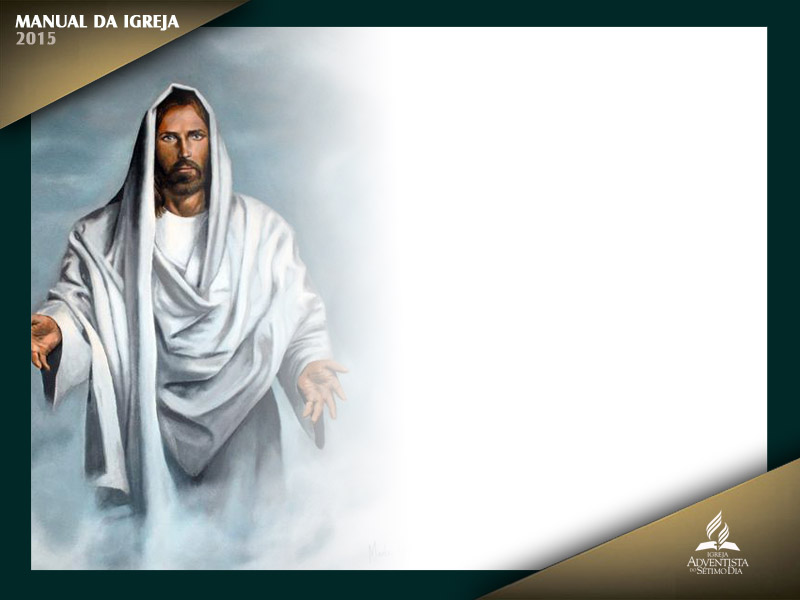 MANUAL DA IGREJA
2015
IGREJA
ADVENTISTA
DO SÉTIMO DIA